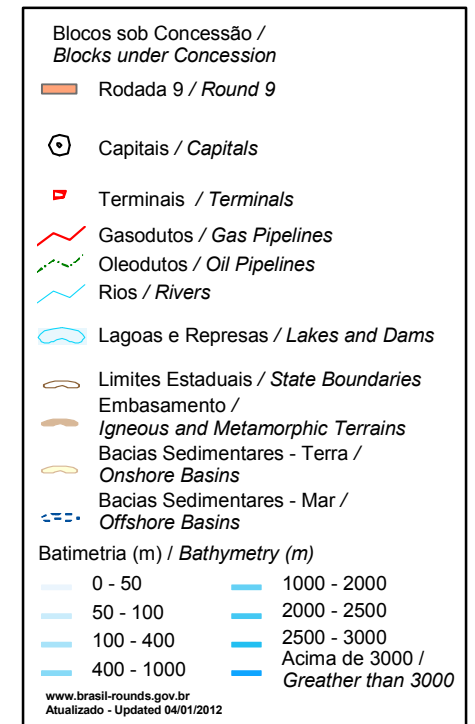 Blocos sob Concessão /
Blocks under Concession
Rodada 9 / Round 9
Capitais / Capitals
Terminais / Terminals
Gasodutos / Gas Pipelines
Oleodutos / Oil Pipelines
Rios / Rivers
Lagoas e Represas / Lakes and Dams
Limites Estaduais / State Boundaries
Embasamento /
Igneous and Metamorphic Terrains
Bacias Sedimentares - Terra /
Onshore Basins
Bacias Sedimentares - Mar /
Offshore Basins
Batimetria (m) / Bathymetry (m)
0 - 50
50 - 100
100 - 400
400 - 1000
1000 - 2000
2000 - 2500
2500 - 3000
Acima de 3000 /
Greather than 3000
www.brasil-rounds.gov.br
Atualizado - Updated 04/01/2012